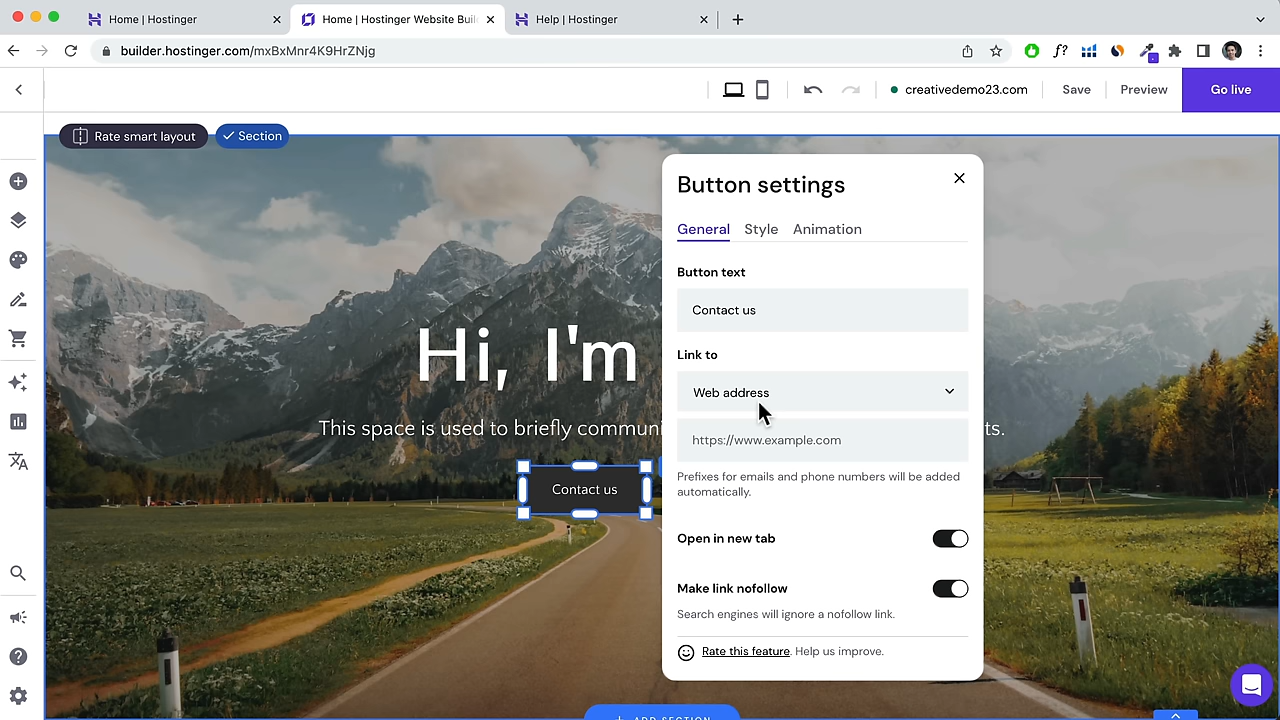 Home | Hostinger
Home | Hostinger Website Buil
Help | Hostinger
builder.hostinger.com/mxBxMnr4K9HrZNjg
f?
creativedemo23.com
Save
Preview
Go live
Rate smart layout
Section
Button settings
General Style Animation
Button text
Contact us
Link to
Web address
https://www.example.com
Prefixes for emails and phone numbers will be added
automatically.
Open in new tab
Make link nofollow
Search engines will ignore a nofollow link.
Rate this feature. Help us improve.
Hi, I'm
This space is used to briefly communi
ts.
Contact us
+ ADD SECTION